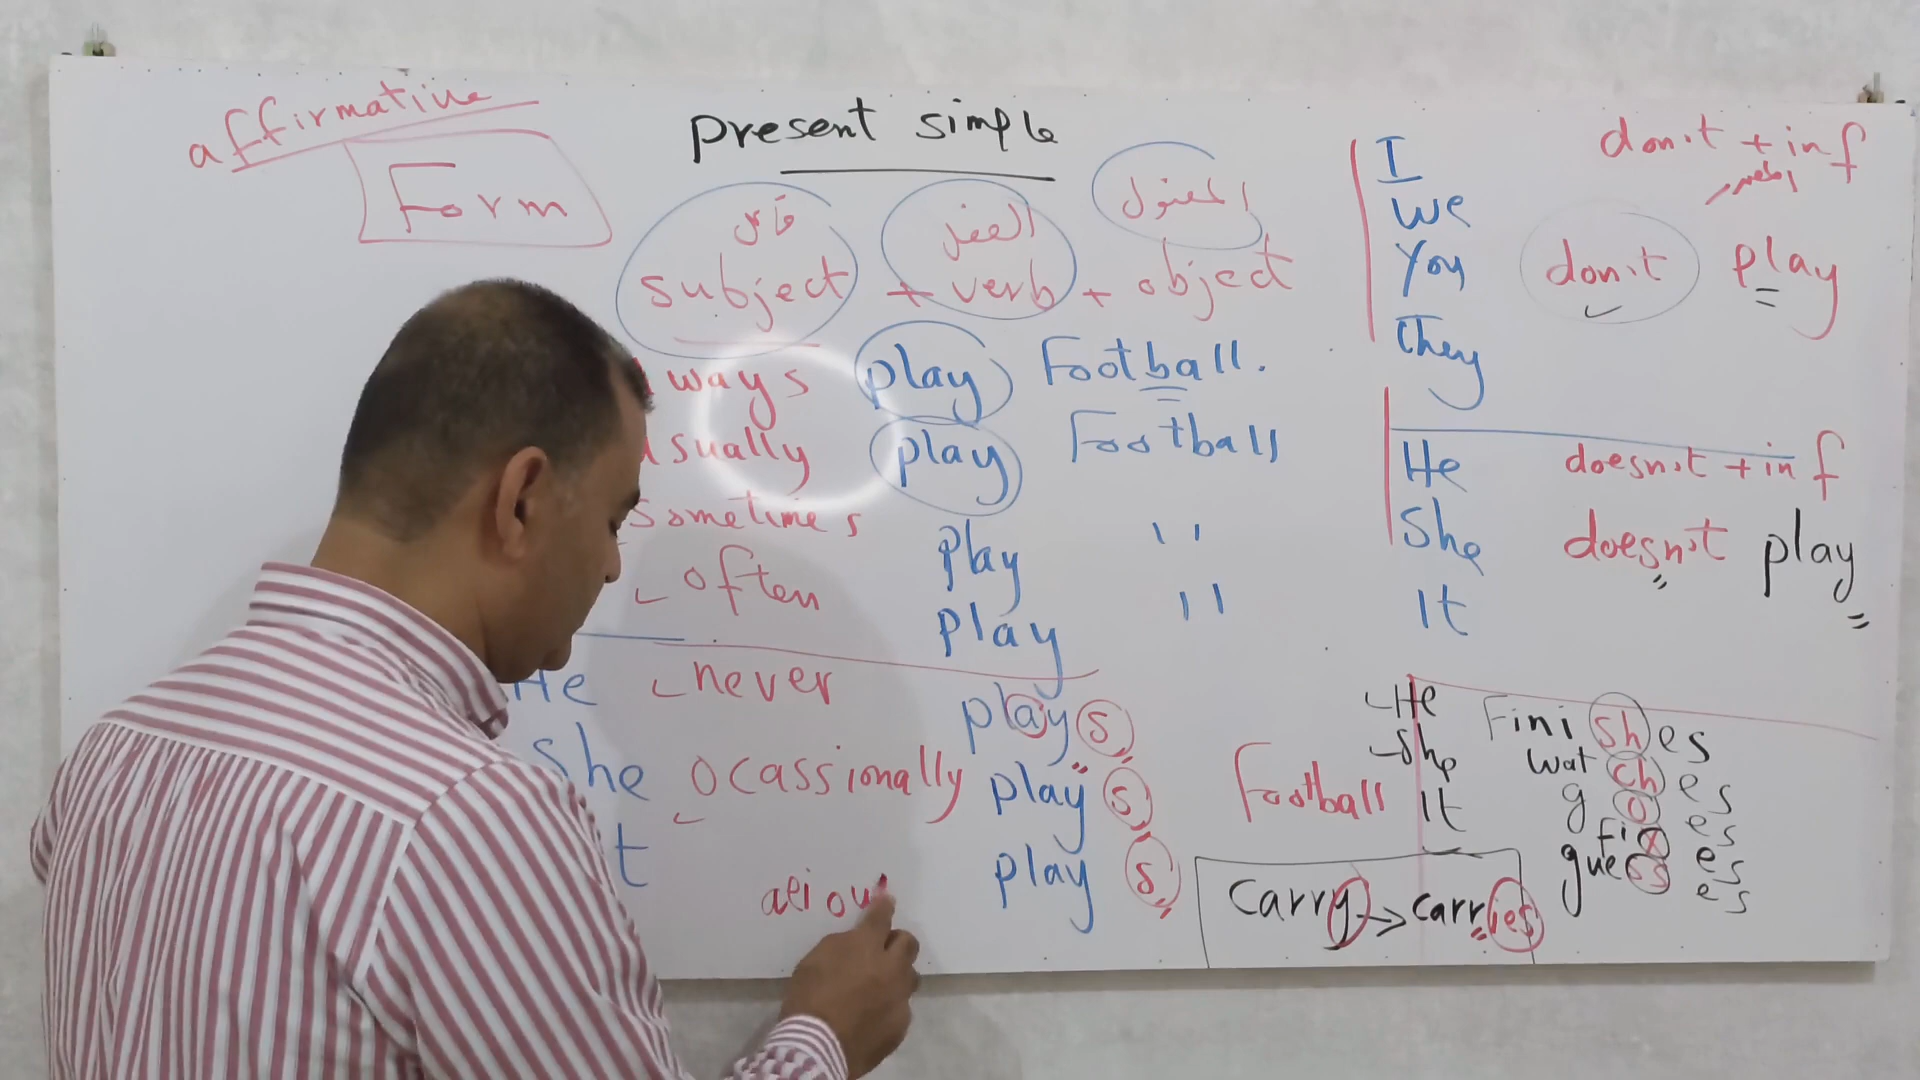 affirmative
Form
present simple
فاعل الفعل المفعول
subject + verb + object
ways play Football.
usually play Football
sometimes play ''
often play ''
He never plays
She ocassionally plays Football
t plays
aeiou
I
we
you
they
don't + inf
المصدر
don't play
He doesn't + inf
She doesn't play
It
He Finishes
She watches
It goes
fixes
guesses
Carry → carries